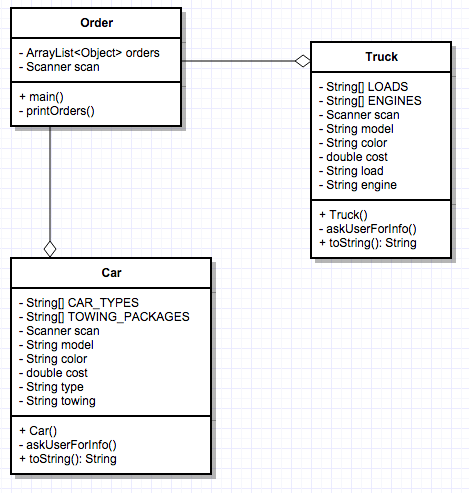 Order
- ArrayList<Object> orders
- Scanner scan
+ main()
- printOrders()
Truck
- String[] LOADS
- String[] ENGINES
- Scanner scan
- String model
- String color
- double cost
- String load
- String engine
+ Truck()
- askUserForInfo()
+ toString(): String
Car
- String[] CAR_TYPES
- String[] TOWING_PACKAGES
- Scanner scan
- String model
- String color
- double cost
- String type
- String towing
+ Car()
- askUserForInfo()
+ toString(): String